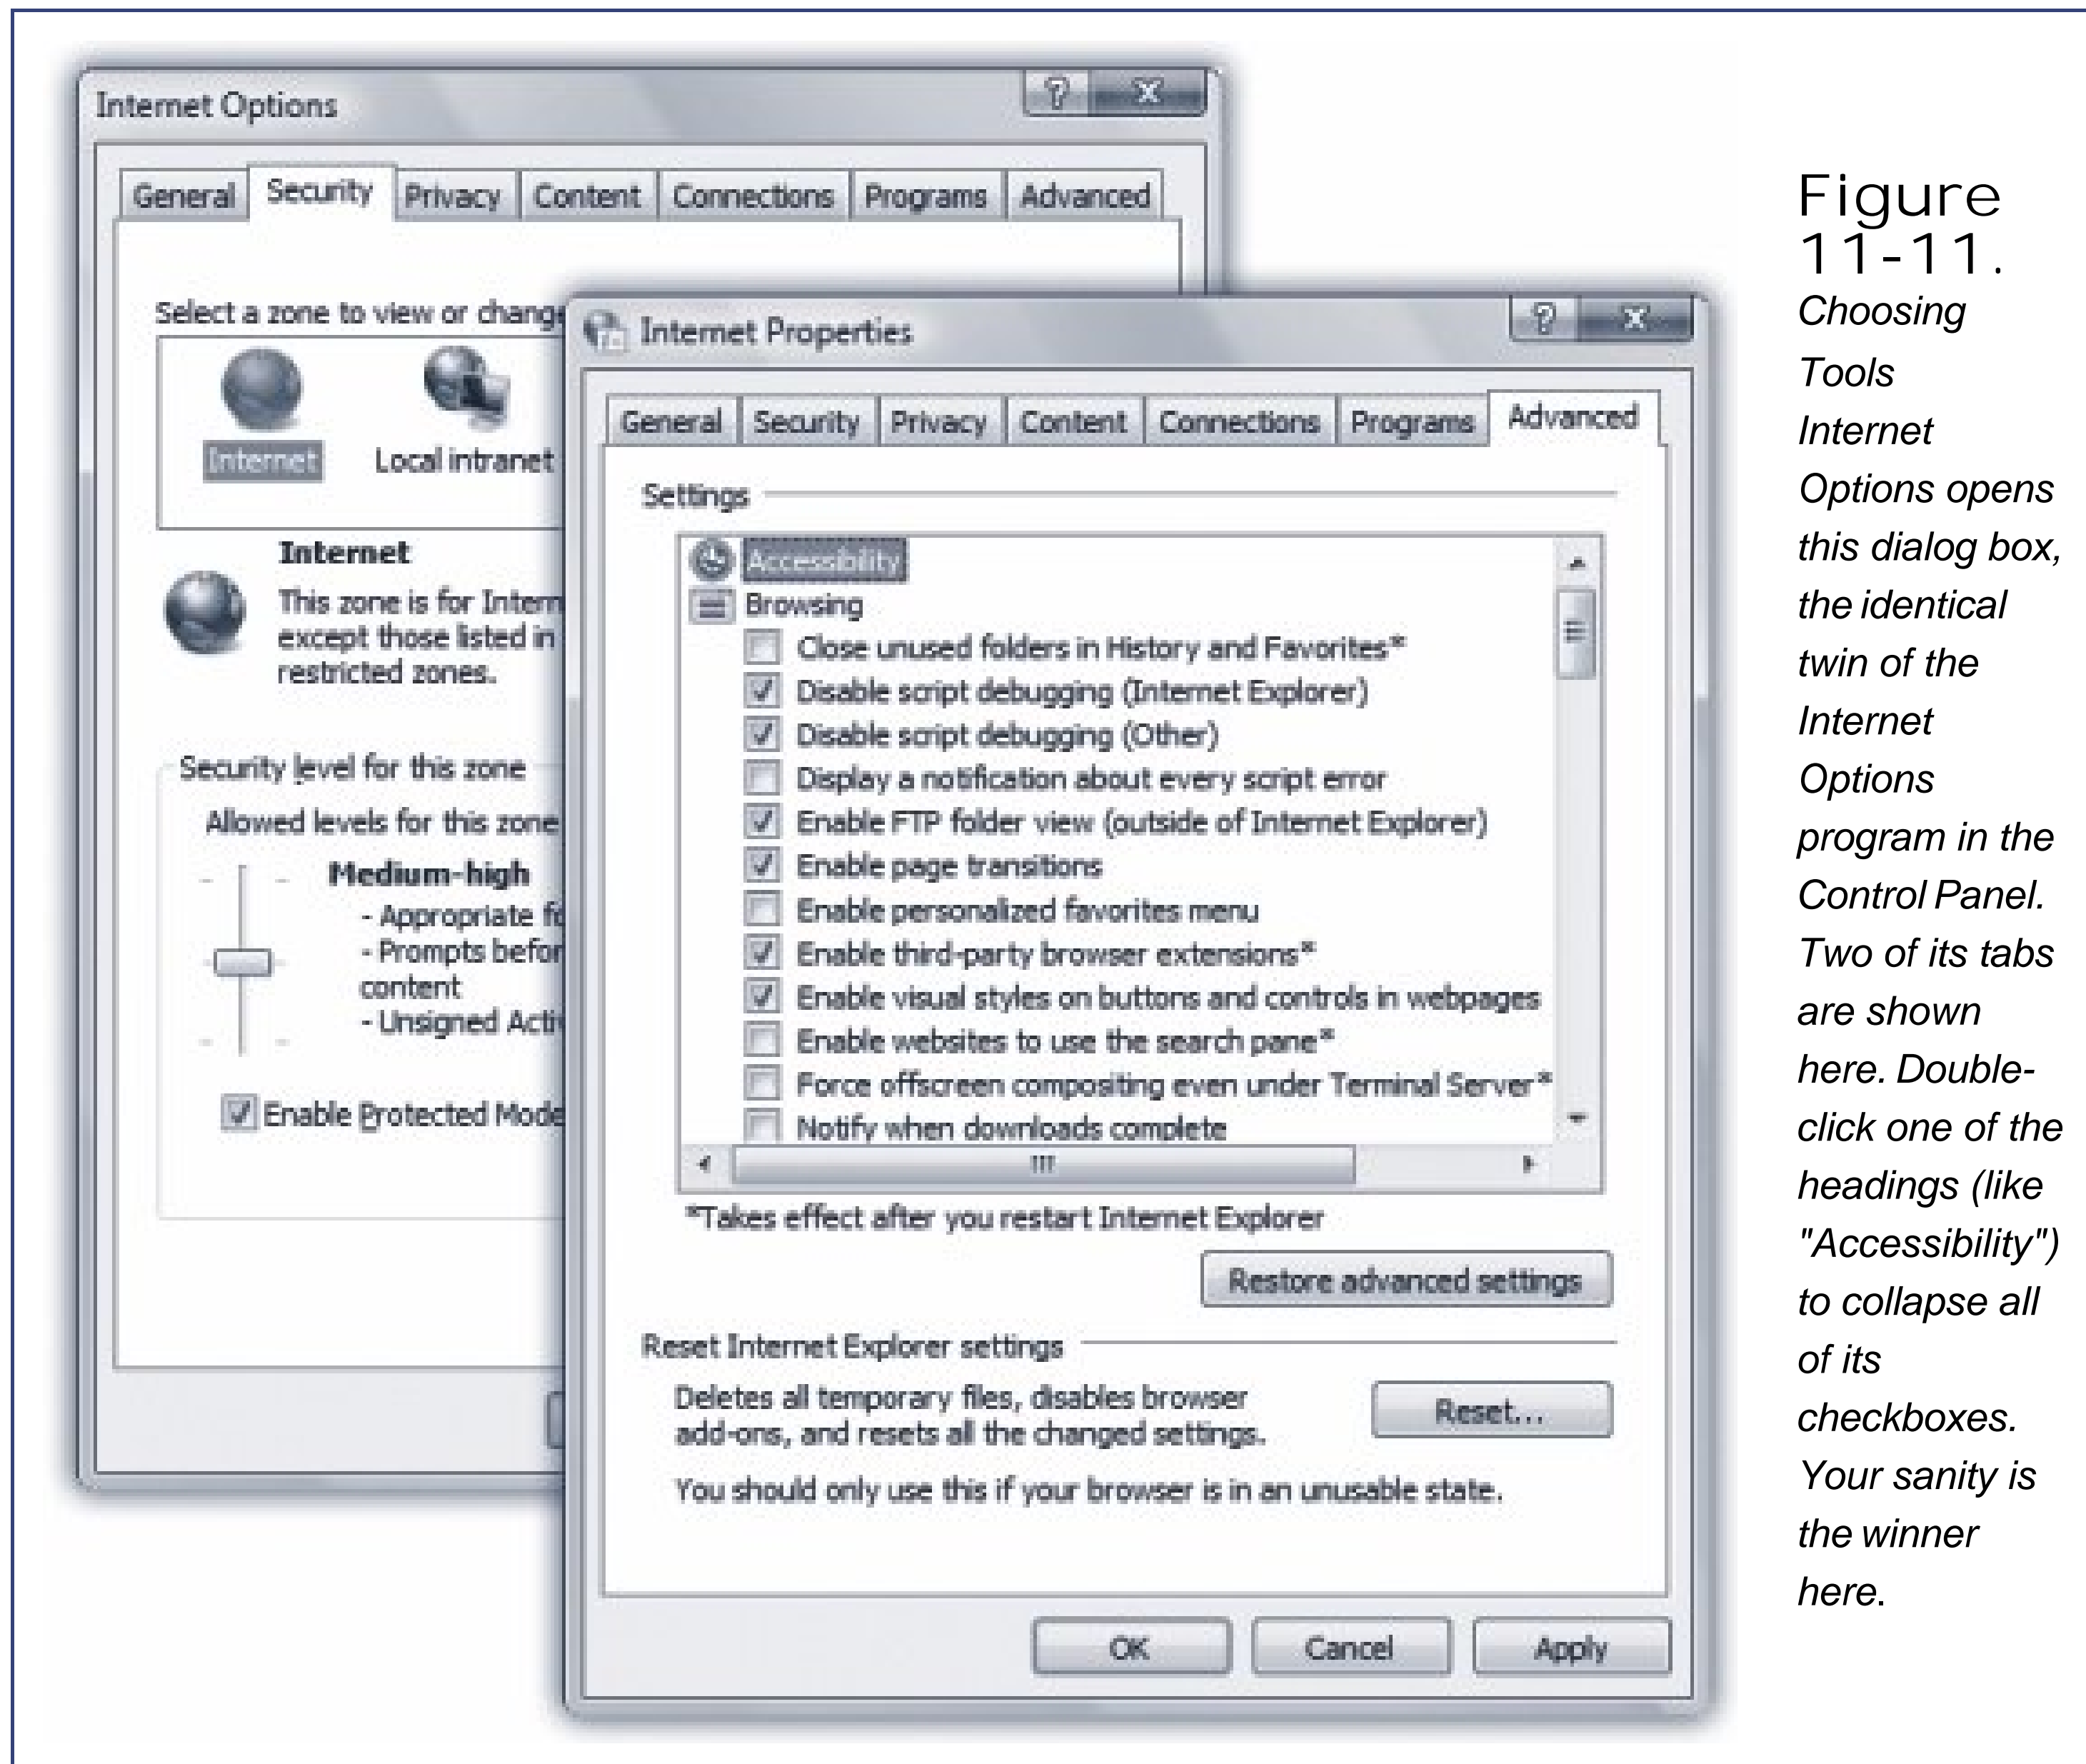 Internet Options
General
Security
Privacy
Content
Connections
Programs
Advanced
Select a zone to view or change
Internet
Local intranet
Internet
This zone is for Intern
except those listed in
restricted zones.
Security level for this zone
Allowed levels for this zone
Medium-high
- Appropriate fo
- Prompts befor
content
- Unsigned Activ
Enable Protected Mode
Internet Properties
General
Security
Privacy
Content
Connections
Programs
Advanced
Settings
Accessibility
Browsing
Close unused folders in History and Favorites*
Disable script debugging (Internet Explorer)
Disable script debugging (Other)
Display a notification about every script error
Enable FTP folder view (outside of Internet Explorer)
Enable page transitions
Enable personalized favorites menu
Enable third-party browser extensions*
Enable visual styles on buttons and controls in webpages
Enable websites to use the search pane*
Force offscreen compositing even under Terminal Server*
Notify when downloads complete
*Takes effect after you restart Internet Explorer
Restore advanced settings
Reset Internet Explorer settings
Deletes all temporary files, disables browser
add-ons, and resets all the changed settings.
Reset...
You should only use this if your browser is in an unusable state.
OK
Cancel
Apply
Figure
11-11.
Choosing
Tools
Internet
Options opens
this dialog box,
the identical
twin of the
Internet
Options
program in the
Control Panel.
Two of its tabs
are shown
here. Double-
click one of the
headings (like
"Accessibility")
to collapse all
of its
checkboxes.
Your sanity is
the winner
here.